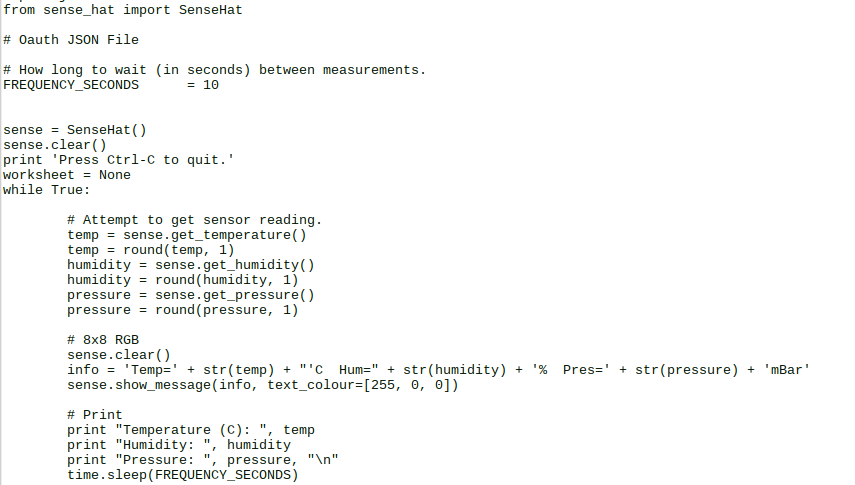 from sense_hat import SenseHat
# Oauth JSON File
# How long to wait (in seconds) between measurements.
FREQUENCY_SECONDS      = 10
sense = SenseHat()
sense.clear()
print 'Press Ctrl-C to quit.'
worksheet = None
while True:
        # Attempt to get sensor reading.
        temp = sense.get_temperature()
        temp = round(temp, 1)
        humidity = sense.get_humidity()
        humidity = round(humidity, 1)
        pressure = sense.get_pressure()
        pressure = round(pressure, 1)
        # 8x8 RGB
        sense.clear()
        info = 'Temp=' + str(temp) + "'C  Hum=" + str(humidity) + '%  Pres=' + str(pressure) + 'mBar'
        sense.show_message(info, text_colour=[255, 0, 0])
        # Print
        print "Temperature (C): ", temp
        print "Humidity: ", humidity
        print "Pressure: ", pressure, "\n"
        time.sleep(FREQUENCY_SECONDS)